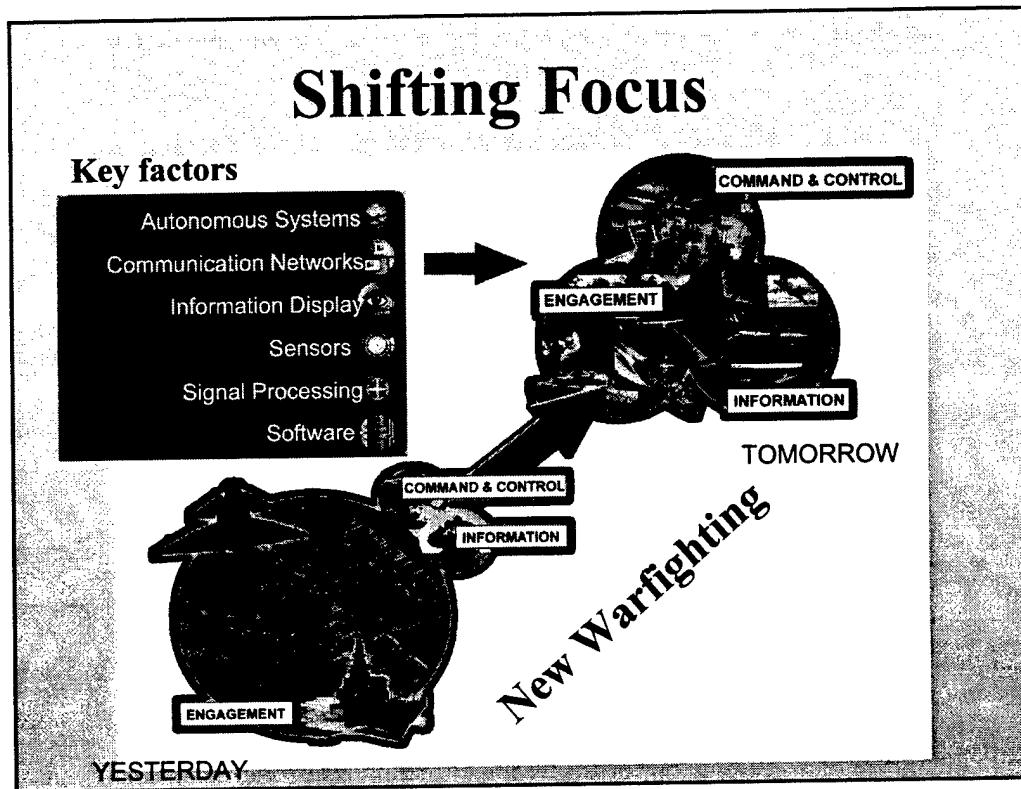 Shifting Focus
Key factors
Autonomous Systems
Communication Networks
Information Display
Sensors
Signal Processing
Software
COMMAND & CONTROL
ENGAGEMENT
INFORMATION
TOMORROW
COMMAND & CONTROL
INFORMATION
New Warfighting
ENGAGEMENT
YESTERDAY